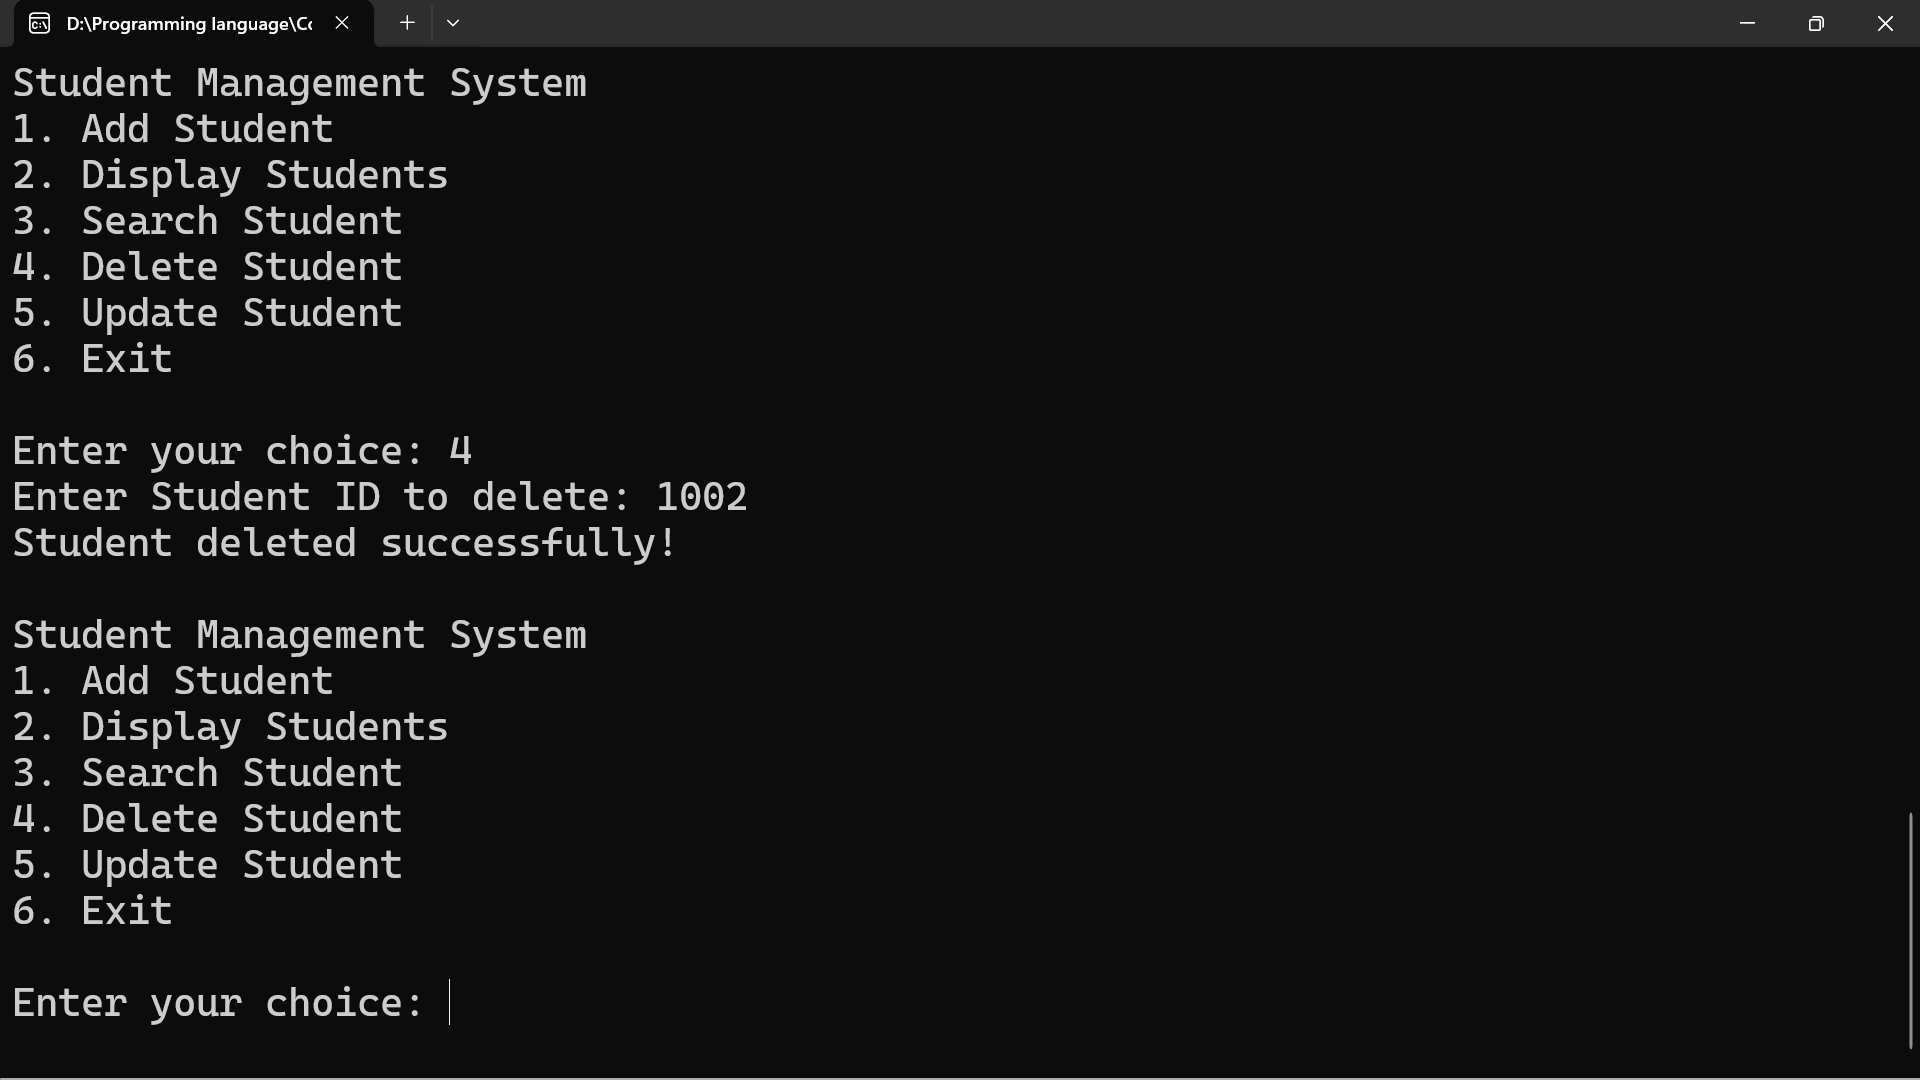 D:\Programming language\Co
Student Management System
1. Add Student
2. Display Students
3. Search Student
4. Delete Student
5. Update Student
6. Exit
Enter your choice: 4
Enter Student ID to delete: 1002
Student deleted successfully!
Student Management System
1. Add Student
2. Display Students
3. Search Student
4. Delete Student
5. Update Student
6. Exit
Enter your choice: